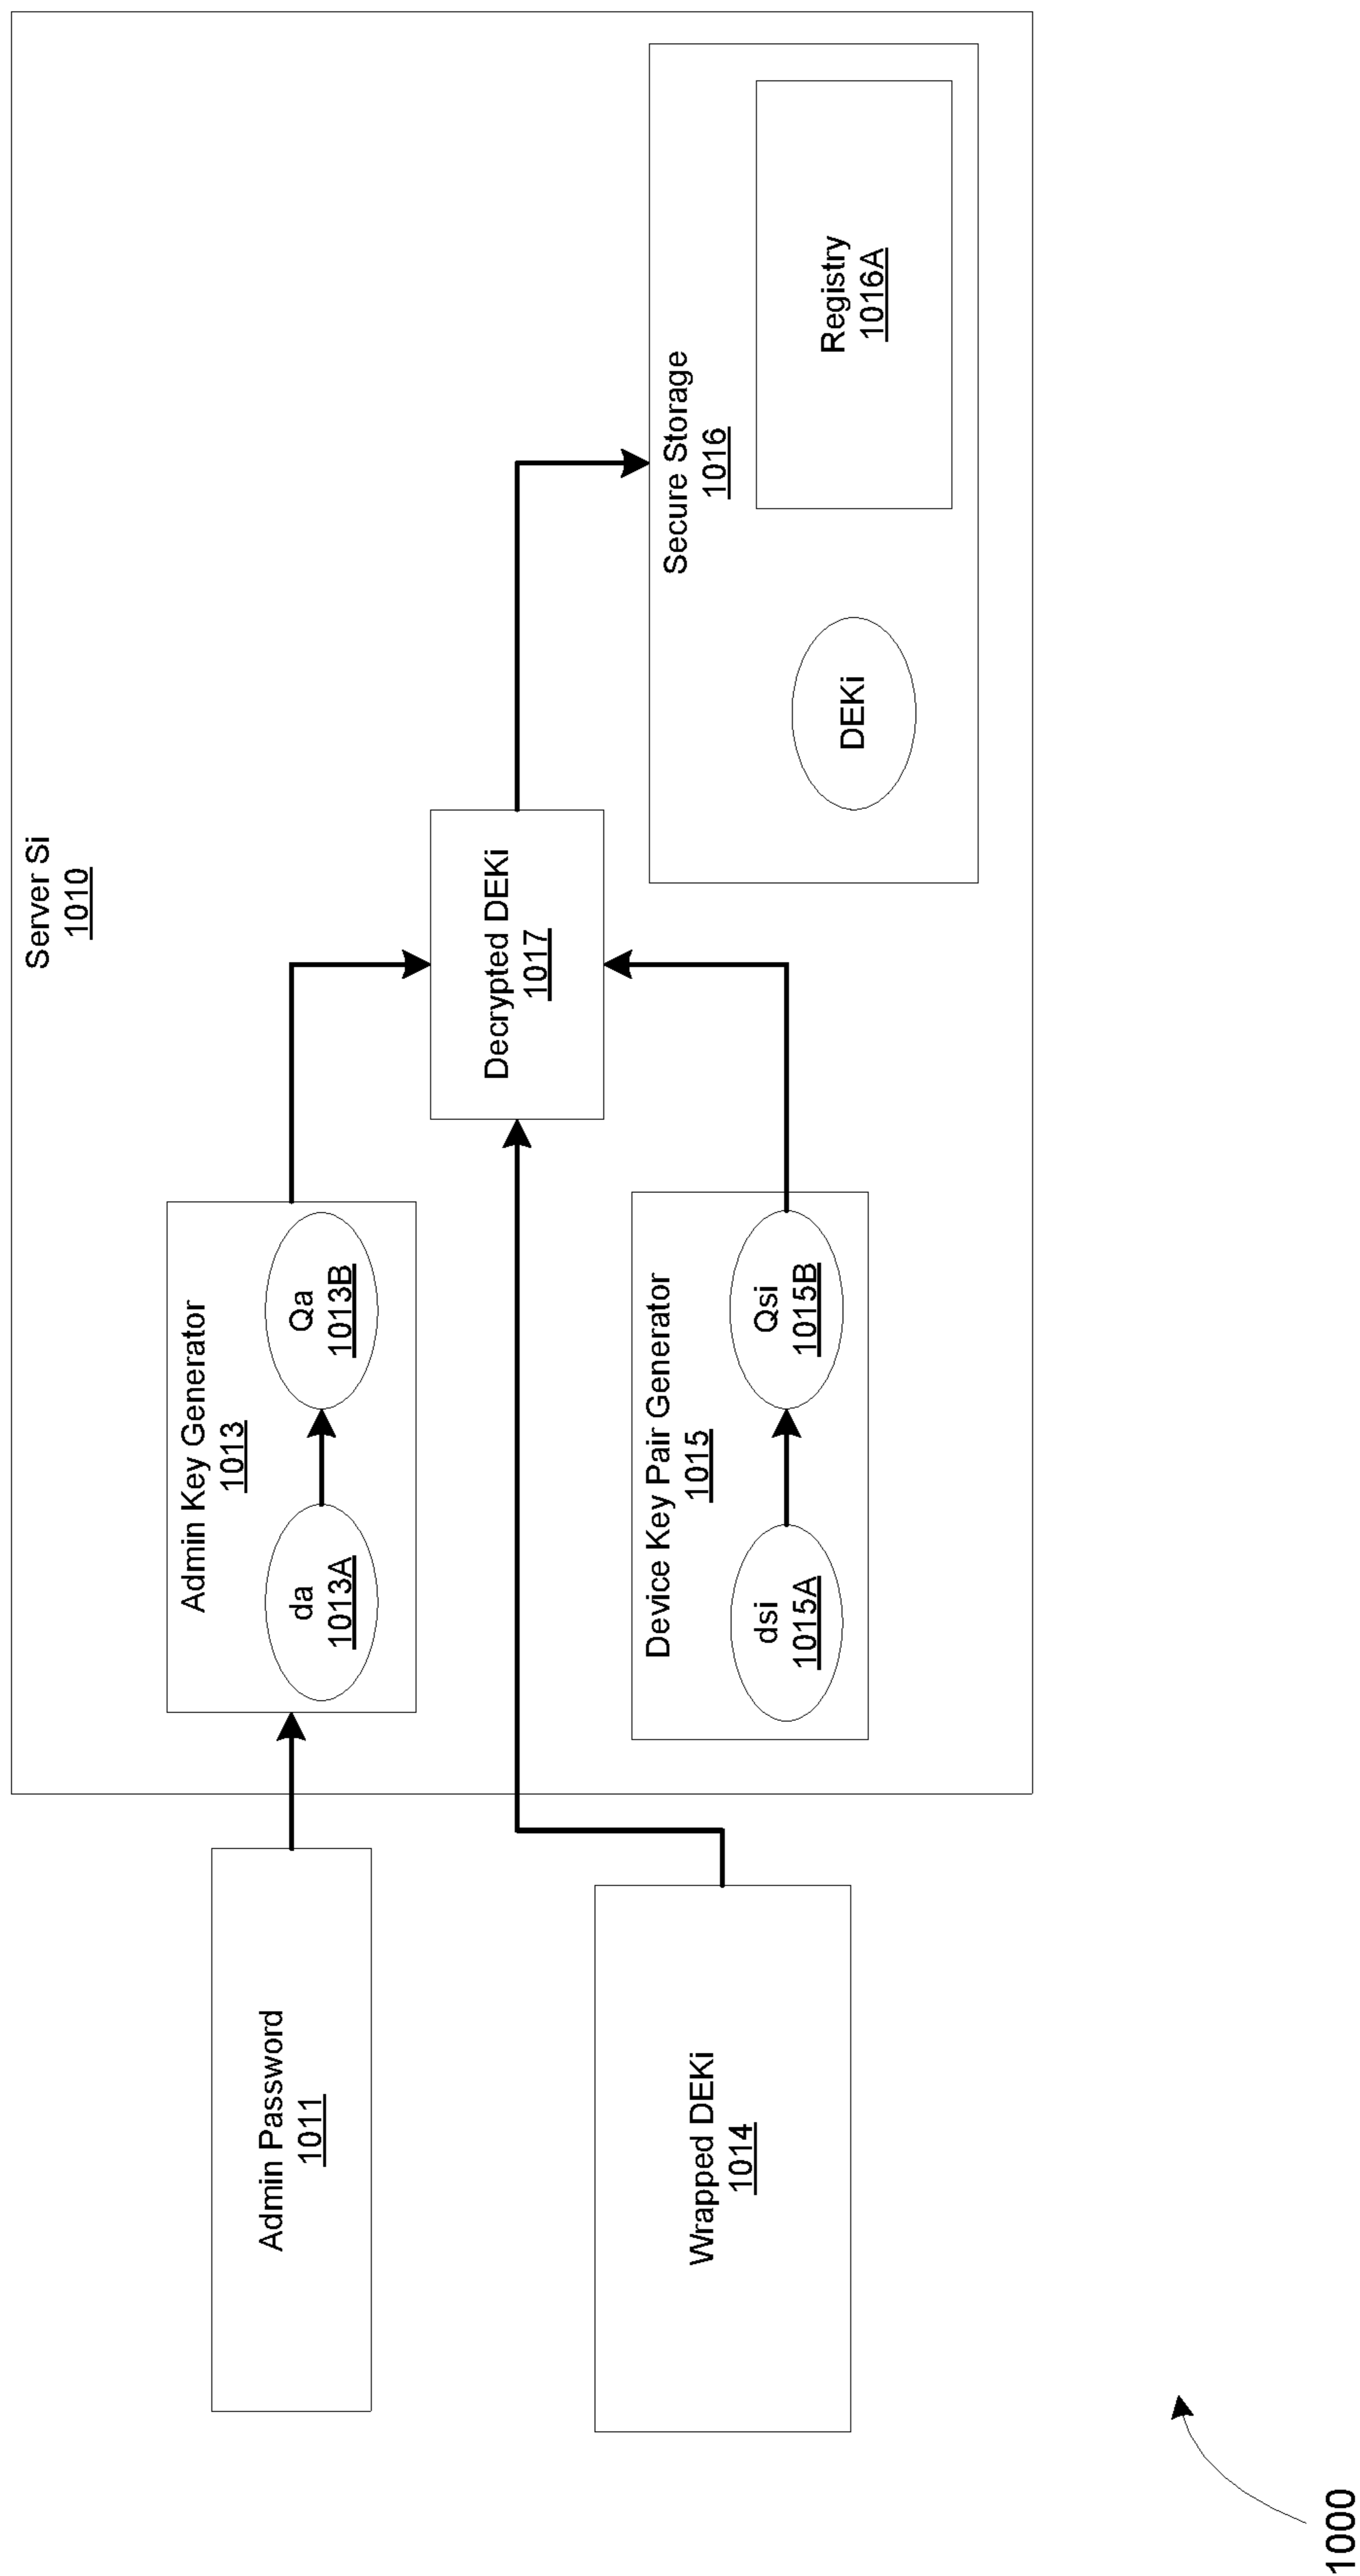 Server Si
1010
Admin Password
1011
Admin Key Generator
1013
da
1013A
Qa
1013B
Wrapped DEKi
1014
Decrypted DEKi
1017
Device Key Pair Generator
1015
dsi
1015A
Qsi
1015B
Secure Storage
1016
DEKi
Registry
1016A
1000